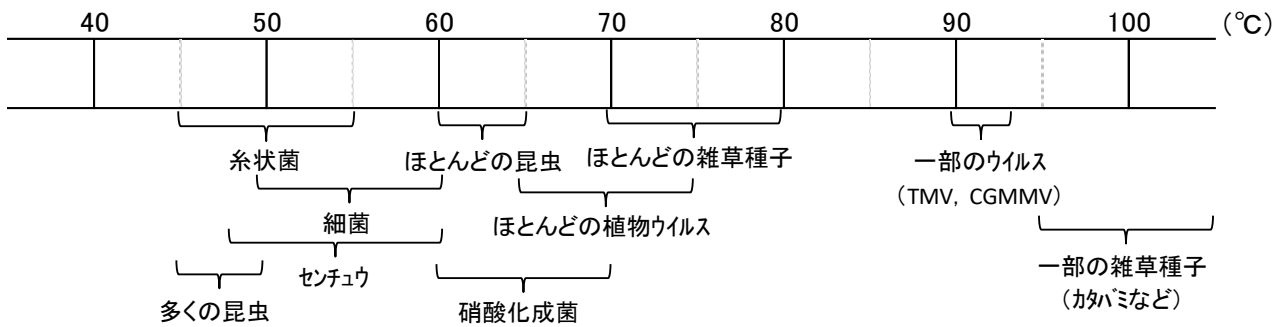 40 50 60 70 80 90 100 (℃)
糸状菌 ほとんどの昆虫 ほとんどの雑草種子 一部のウイルス
(TMV, CGMMV)
細菌 ほとんどの植物ウイルス
センチュウ
一部の雑草種子
(カタバミなど)
多くの昆虫 硝酸化成菌